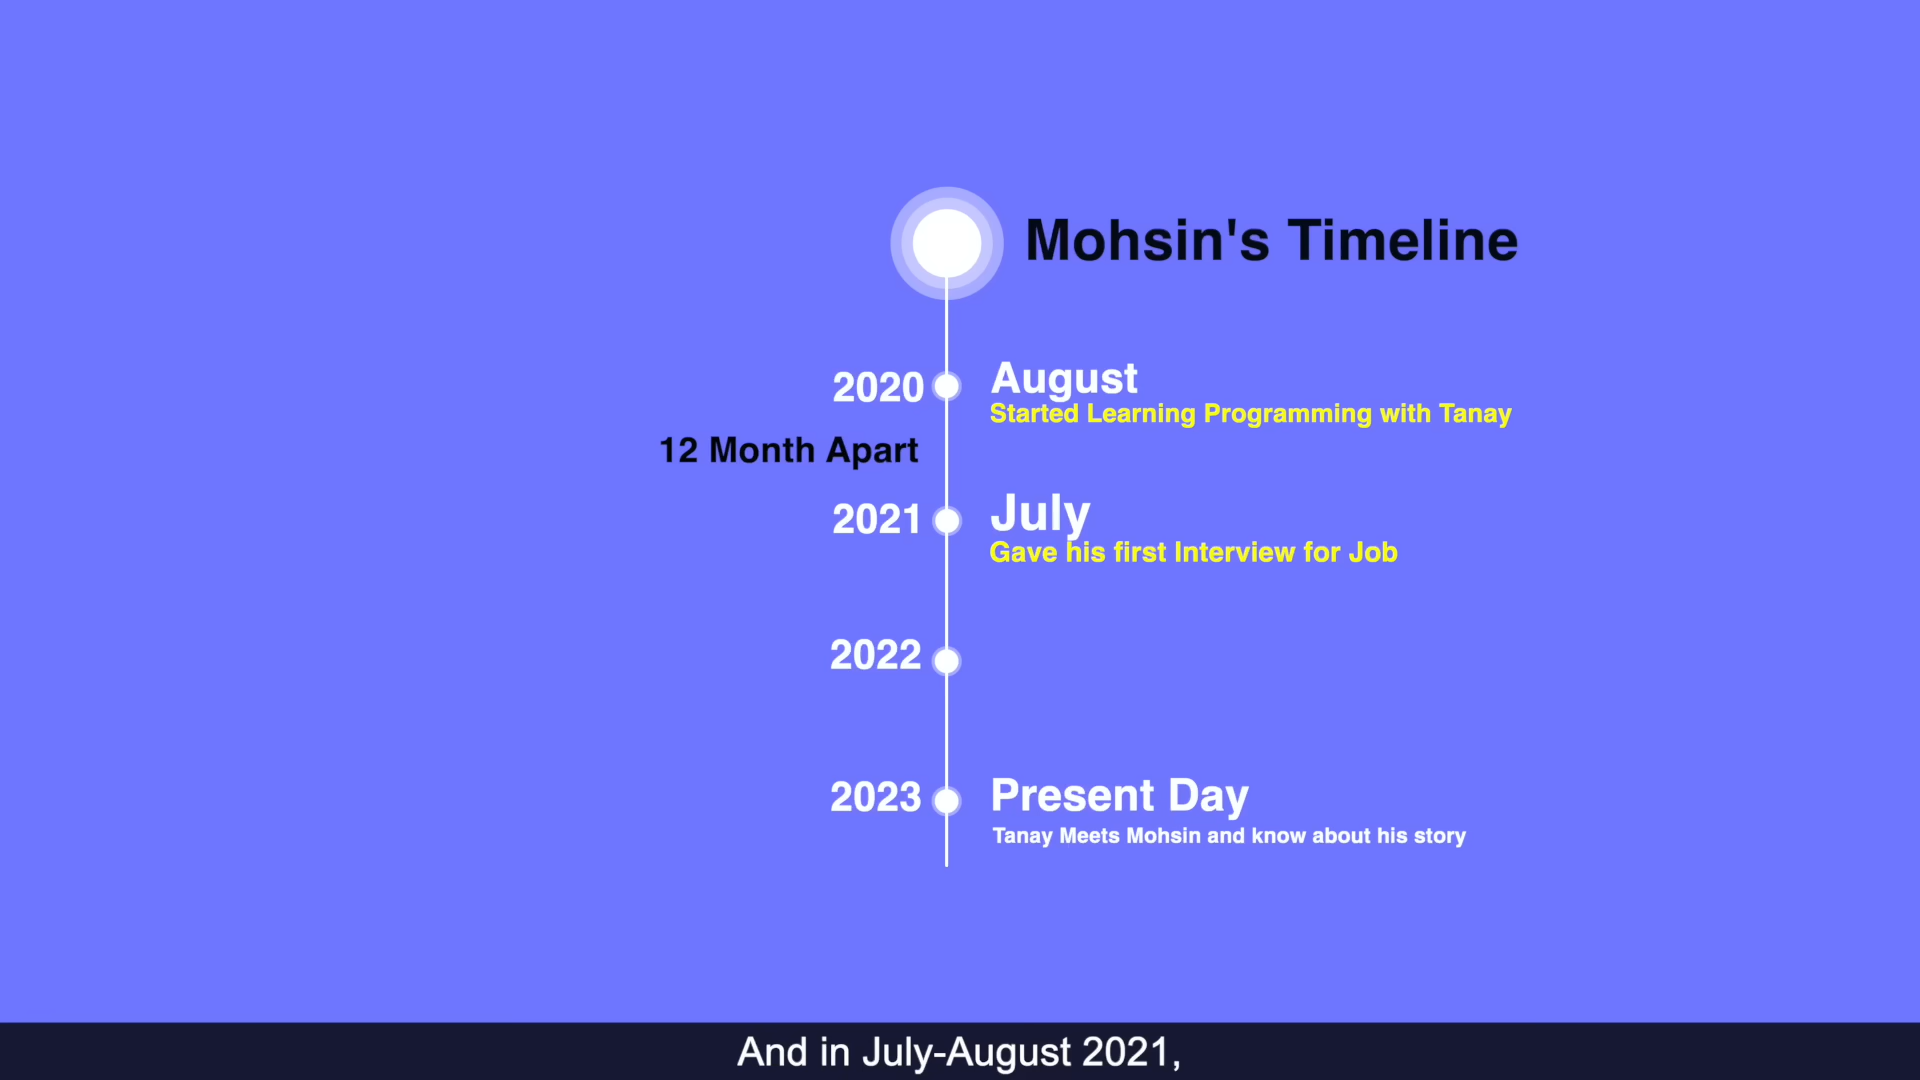 Mohsin's Timeline
2020
August
Started Learning Programming with Tanay
12 Month Apart
2021
July
Gave his first Interview for Job
2022
2023
Present Day
Tanay Meets Mohsin and know about his story
And in July-August 2021,